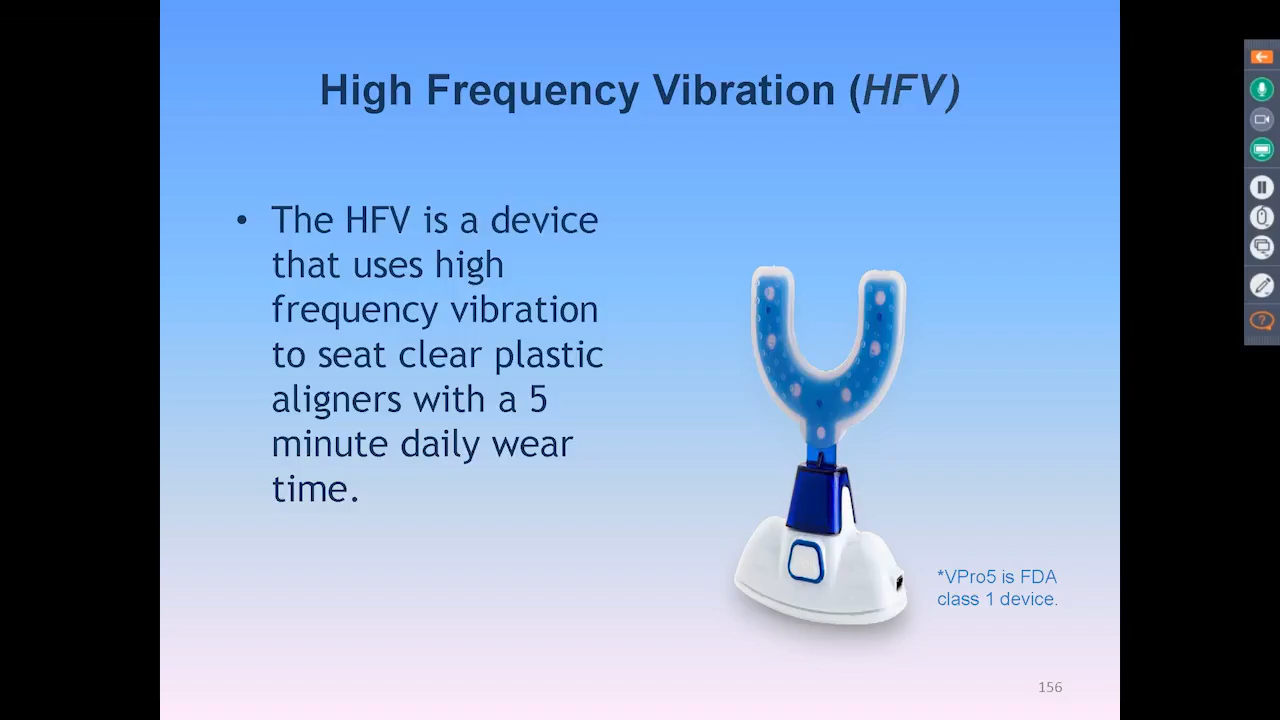 High Frequency Vibration (HFV)
• The HFV is a device
that uses high
frequency vibration
to seat clear plastic
aligners with a 5
minute daily wear
time.
*VPro5 is FDA
class 1 device.
156